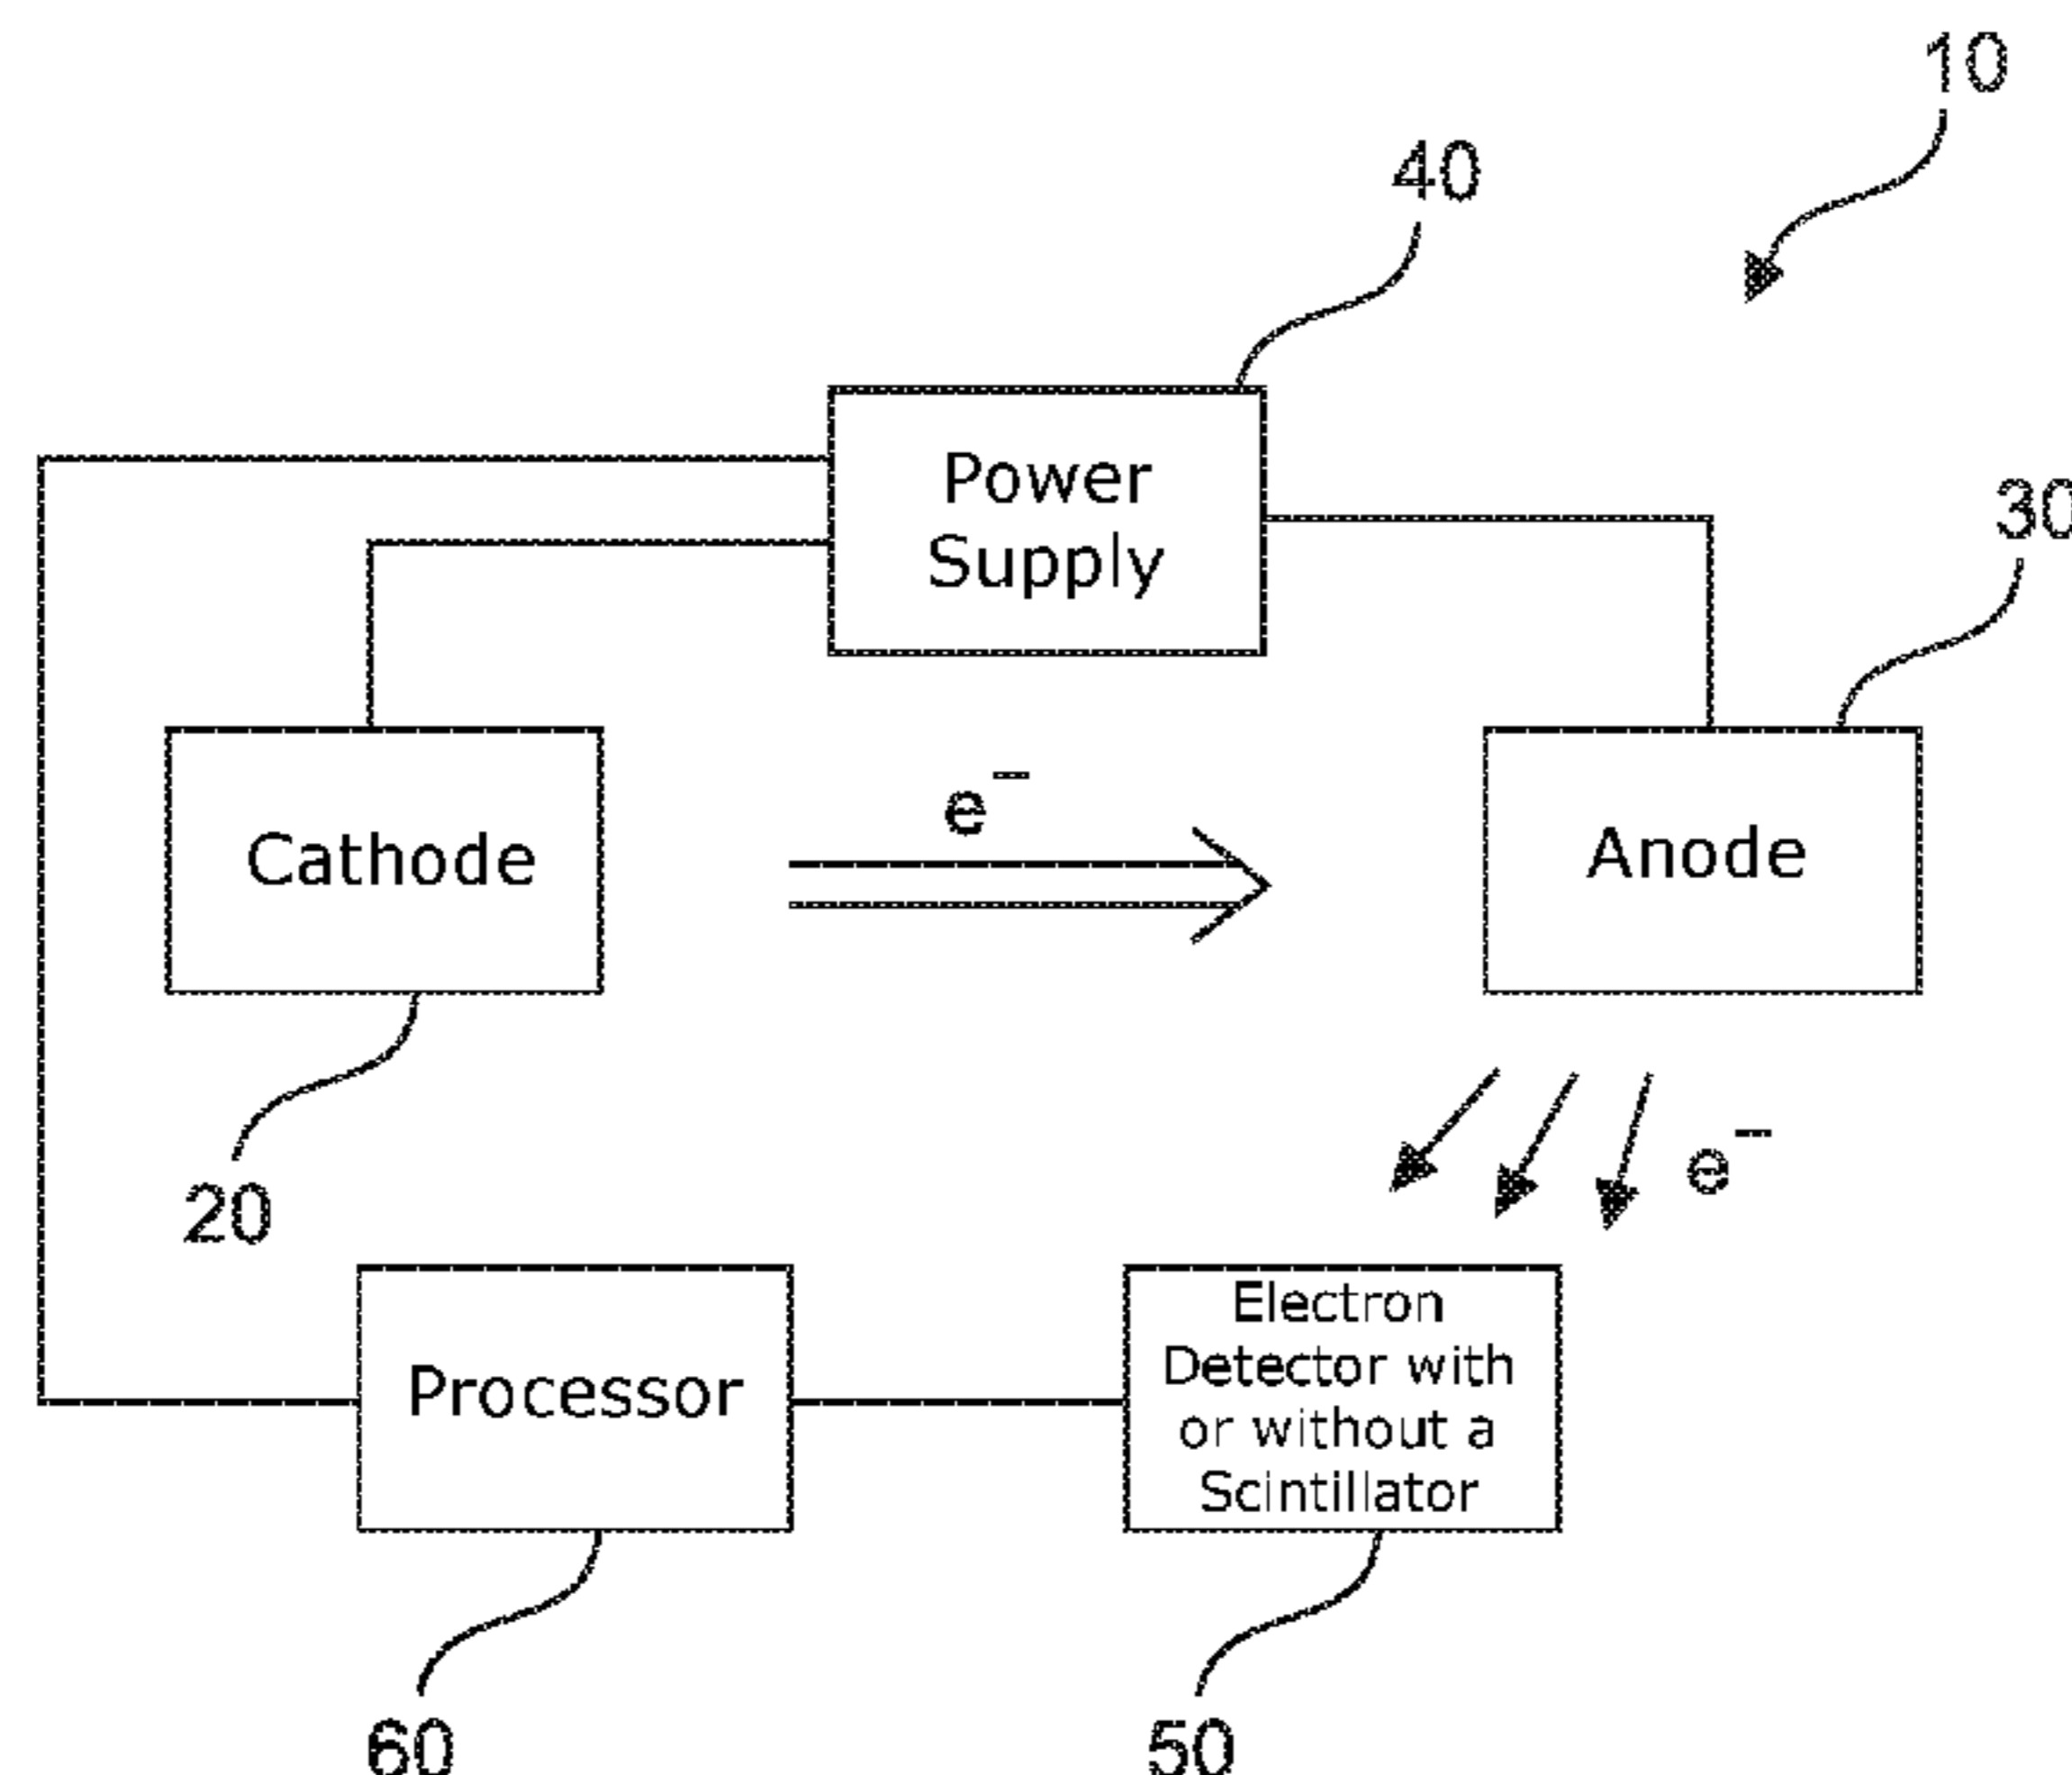 10
40
Power
Supply
30
Cathode
e⁻
Anode
e⁻
20
Processor
Electron
Detector with
or without a
Scintillator
60
50